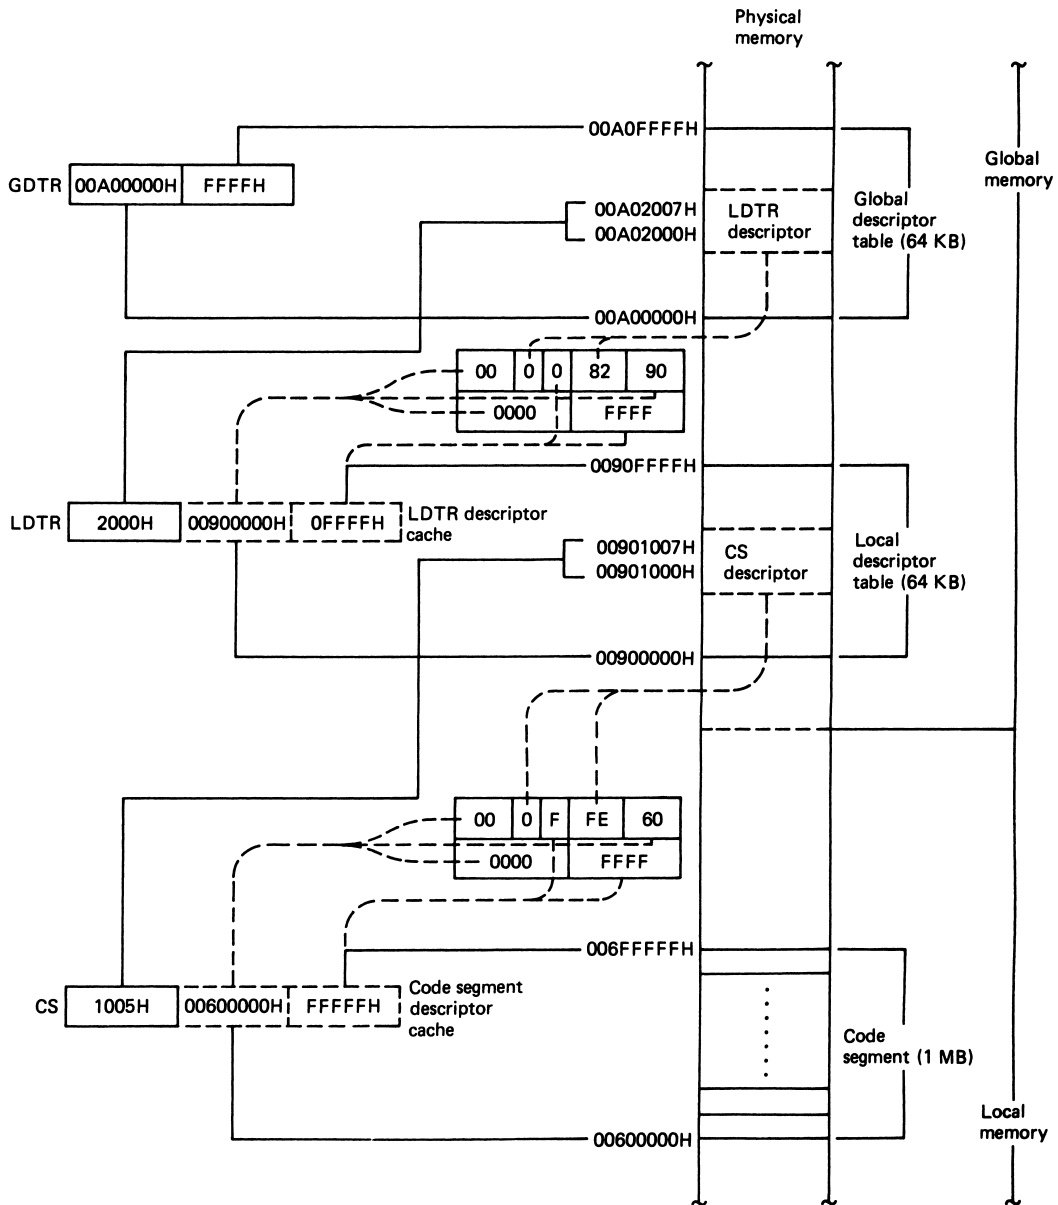 Physical
memory
00A0FFFFH
Global
memory
GDTR 00A00000H FFFFH
00A02007H
00A02000H
LDTR
descriptor
Global
descriptor
table (64 KB)
00A00000H
00 0 0 82 90
0000 FFFF
0090FFFFH
LDTR 2000H 00900000H 0FFFFH
LDTR descriptor
cache
00901007H
00901000H
CS
descriptor
Local
descriptor
table (64 KB)
00900000H
00 0 F FE 60
0000 FFFF
006FFFFFH
CS 1005H 00600000H FFFFFH
Code segment
descriptor
cache
Code
segment (1 MB)
Local
memory
00600000H